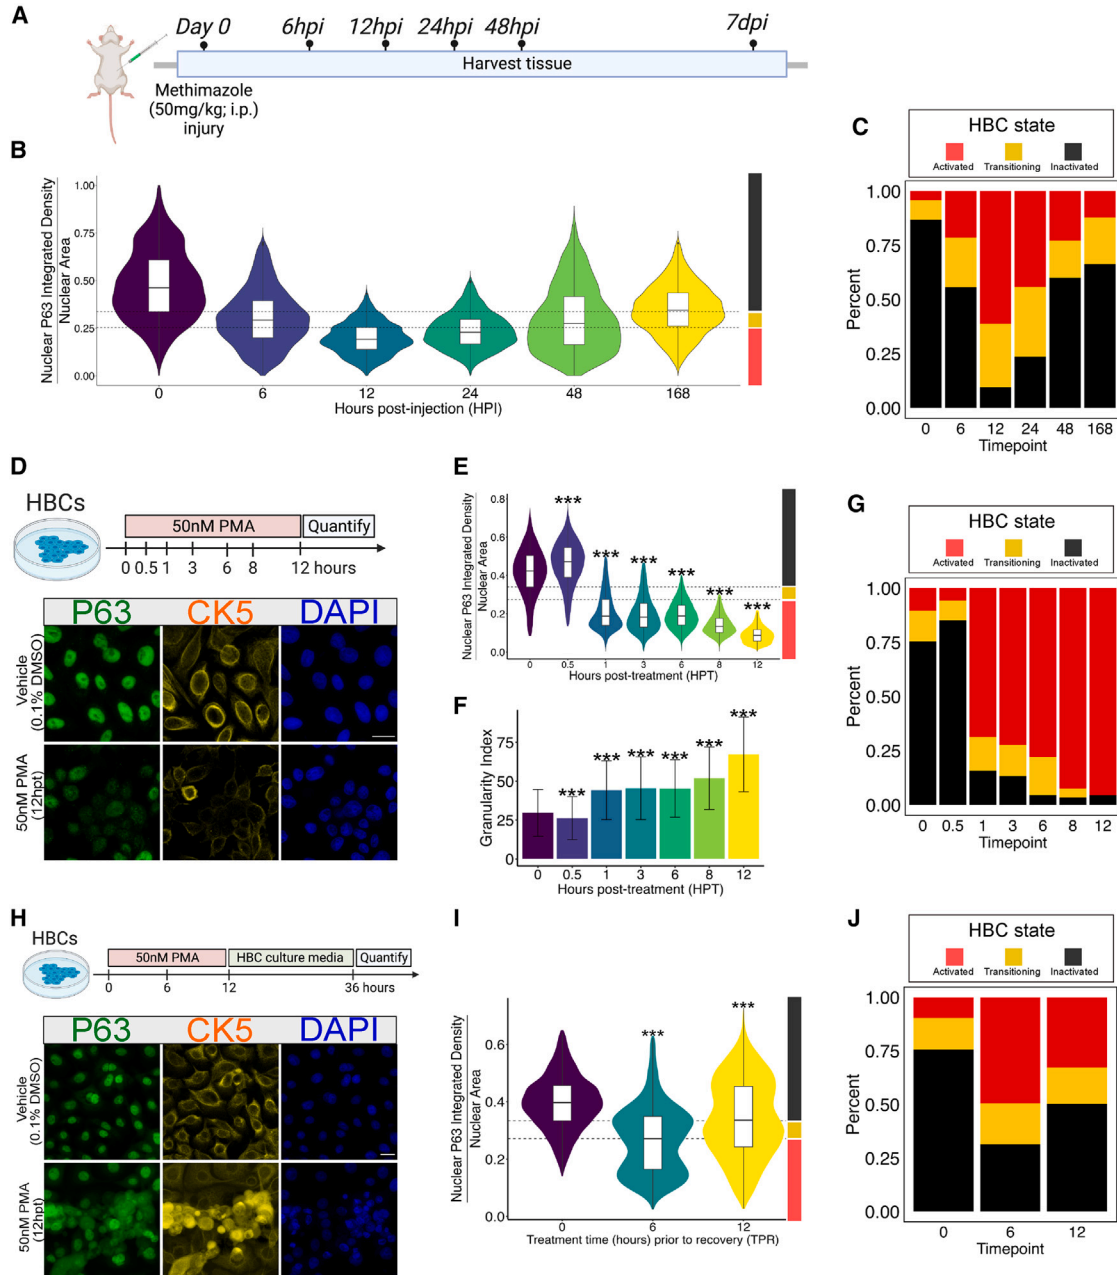 A
Day 0 6hpi 12hpi 24hpi 48hpi 7dpi
Harvest tissue
Methimazole
(50mg/kg; i.p.)
injury
B
Nuclear P63 Integrated Density
Nuclear Area
1.00
0.75
0.50
0.25
0.00
0 6 12 24 48 168
Hours post-injection (HPI)
C
HBC state
Activated Transitioning Inactivated
Percent
1.00
0.75
0.50
0.25
0.00
0 6 12 24 48 168
Timepoint
D
HBCs
50nM PMA Quantify
0 0.5 1 3 6 8 12 hours
P63 CK5 DAPI
Vehicle
(0.1% DMSO)
50nM PMA
(12hpt)
E
Nuclear P63 Integrated Density
Nuclear Area
0.8
0.6
0.4
0.2
0.0
*** *** *** *** *** ***
0 0.5 1 3 6 8 12
Hours post-treatment (HPT)
F
Granularity Index
75
50
25
0
*** *** *** *** *** ***
0 0.5 1 3 6 8 12
Hours post-treatment (HPT)
G
HBC state
Activated Transitioning Inactivated
Percent
1.00
0.75
0.50
0.25
0.00
0 0.5 1 3 6 8 12
Timepoint
H
HBCs
50nM PMA HBC culture media Quantify
0 6 12 36 hours
P63 CK5 DAPI
Vehicle
(0.1% DMSO)
50nM PMA
(12hpt)
I
Nuclear P63 Integrated Density
Nuclear Area
0.6
0.4
0.2
0.0
*** ***
0 6 12
Treatment time (hours) prior to recovery (TPR)
J
HBC state
Activated Transitioning Inactivated
Percent
1.00
0.75
0.50
0.25
0.00
0 6 12
Timepoint